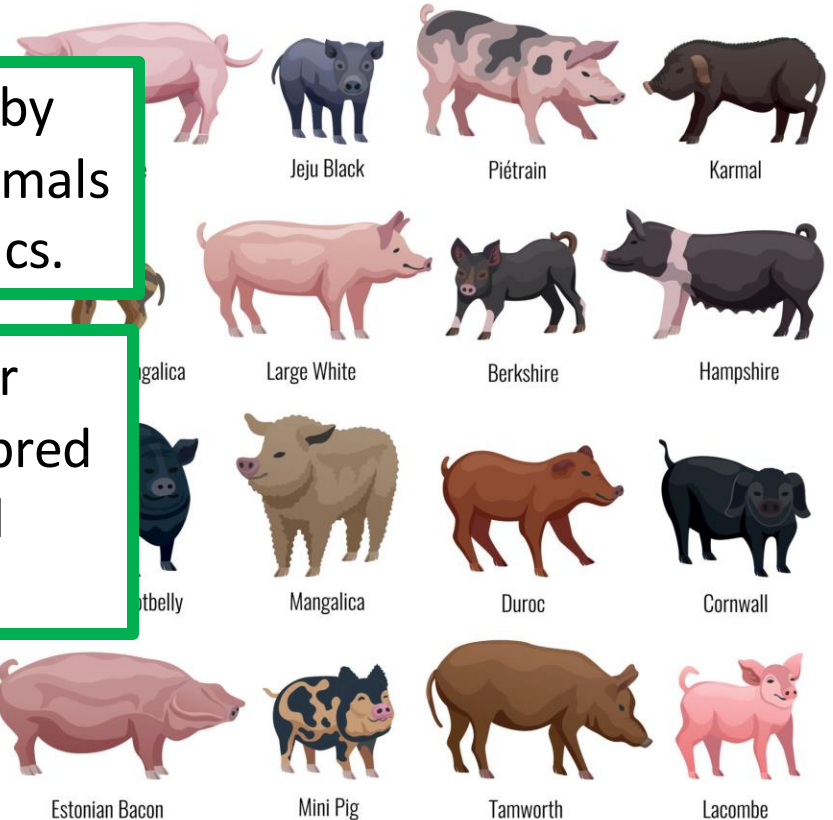 by
mals
cs.
Jeju Black
Piétrain
Karmal
galica
Large White
Berkshire
Hampshire
r
bred
otbelly
Mangalica
Duroc
Cornwall
Estonian Bacon
Mini Pig
Tamworth
Lacombe